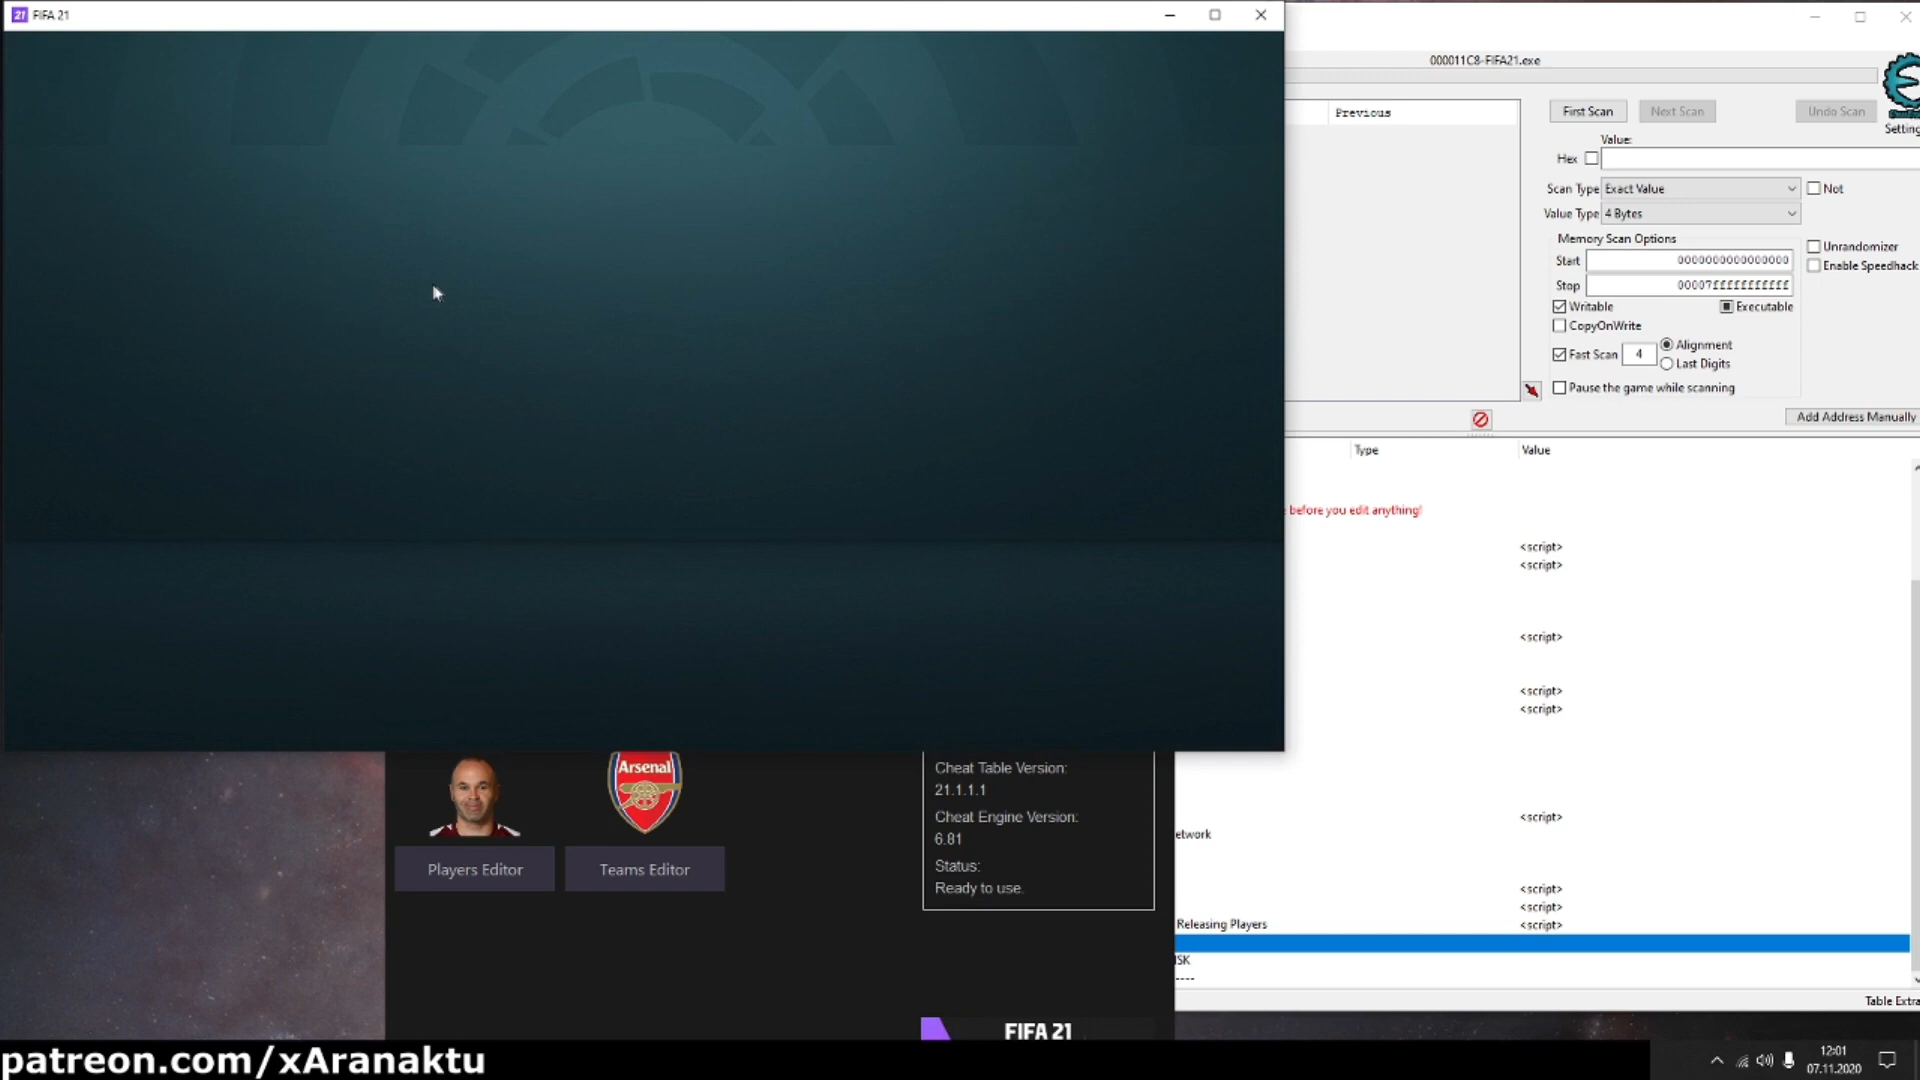 21 FIFA 21
000011C8-FIFA21.exe
Previous
First Scan
Next Scan
Undo Scan
Setting
Value:
Hex
Scan Type Exact Value
Not
Value Type 4 Bytes
Memory Scan Options
Start 0000000000000000
Stop 00007fffffffffff
Unrandomizer
Enable Speedhack
Writable
Executable
CopyOnWrite
Fast Scan 4
Alignment
Last Digits
Pause the game while scanning
Add Address Manually
Type
Value
before you edit anything!
<script>
<script>
<script>
<script>
<script>
<script>
etwork
<script>
<script>
Releasing Players
<script>
ISK
----
Table Extra
Arsenal
Players Editor
Teams Editor
Cheat Table Version:
21.1.1.1
Cheat Engine Version:
6.81
Status:
Ready to use.
FIFA 21
patreon.com/xAranaktu
12:01
07.11.2020